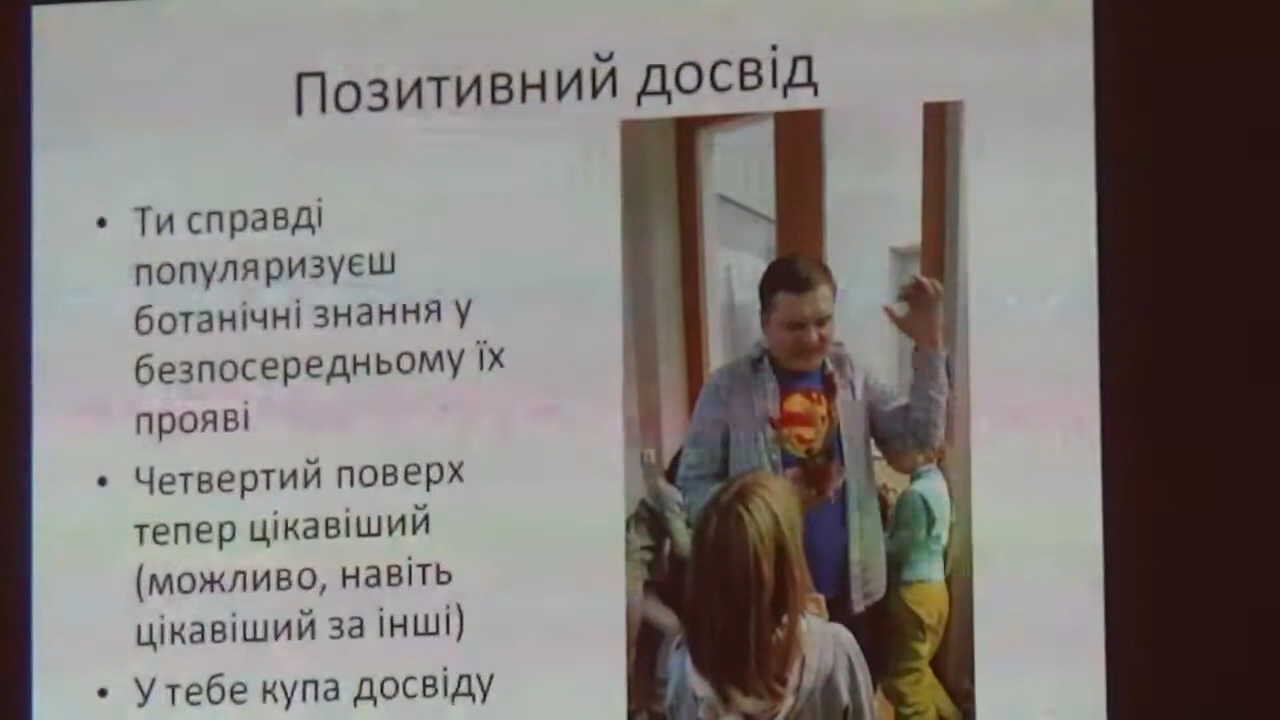 Позитивний досвід
• Ти справді
популяризуєш
ботанічні знання у
безпосередньому їх
прояві
• Четвертий поверх
тепер цікавіший
(можливо, навіть
цікавіший за інші)
• У тебе купа досвіду